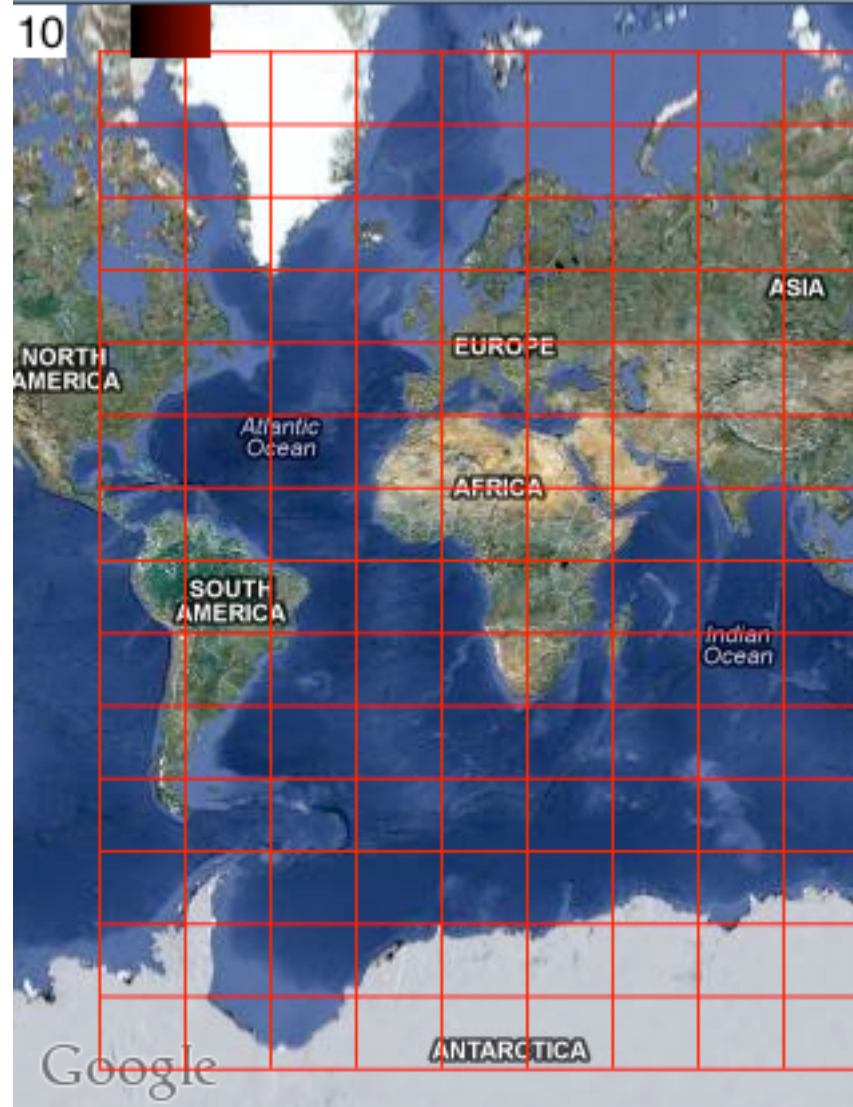 10
ASIA
EUROPE
NORTH
AMERICA
Atlantic
Ocean
AFRICA
SOUTH
AMERICA
Indian
Ocean
ANTARCTICA
Google